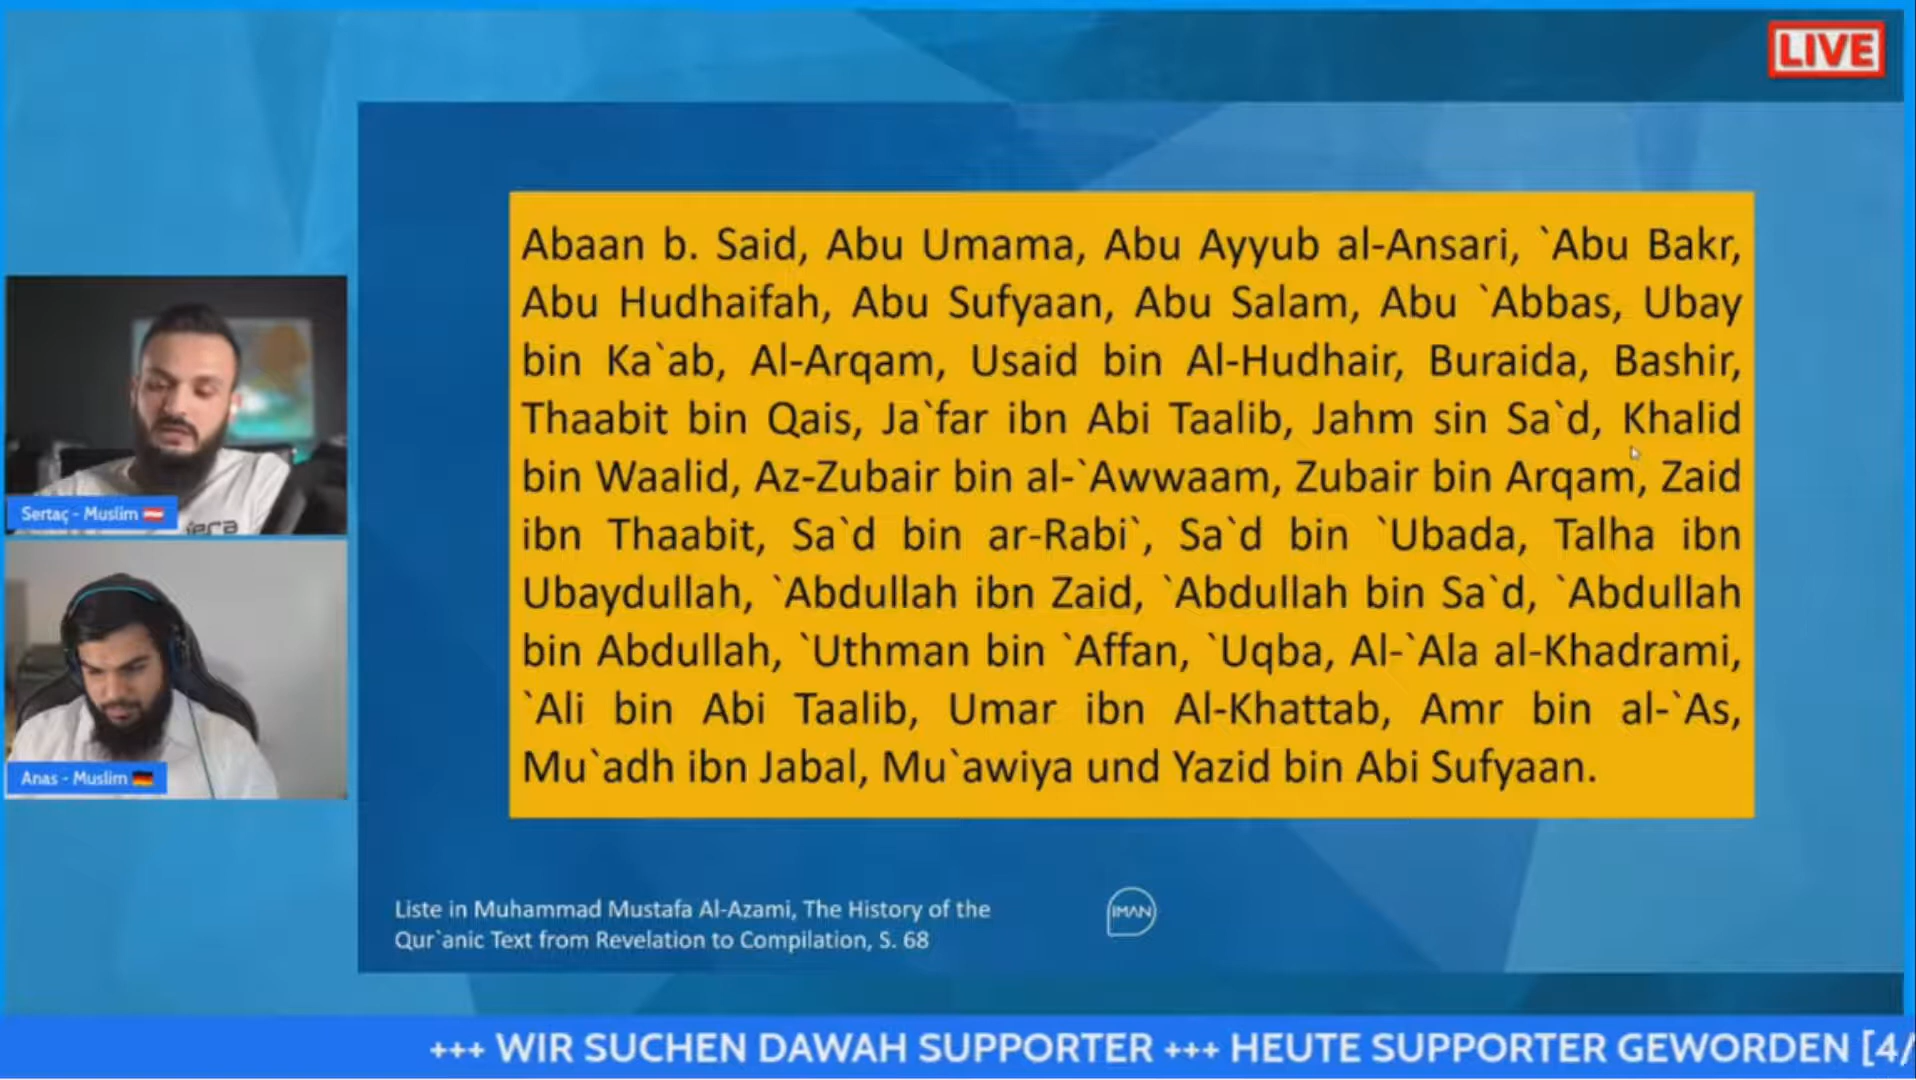 LIVE
Abaan b. Said, Abu Umama, Abu Ayyub al-Ansari, `Abu Bakr,
Abu Hudhaifah, Abu Sufyaan, Abu Salam, Abu `Abbas, Ubay
bin Ka`ab, Al-Arqam, Usaid bin Al-Hudhair, Buraida, Bashir,
Thaabit bin Qais, Ja`far ibn Abi Taalib, Jahm sin Sa`d, Khalid
bin Waalid, Az-Zubair bin al-`Awwaam, Zubair bin Arqam, Zaid
ibn Thaabit, Sa`d bin ar-Rabi`, Sa`d bin `Ubada, Talha ibn
Ubaydullah, `Abdullah ibn Zaid, `Abdullah bin Sa`d, `Abdullah
bin Abdullah, `Uthman bin `Affan, `Uqba, Al-`Ala al-Khadrami,
`Ali bin Abi Taalib, Umar ibn Al-Khattab, Amr bin al-`As,
Mu`adh ibn Jabal, Mu`awiya und Yazid bin Abi Sufyaan.
Sertaç - Muslim
Anas - Muslim
Liste in Muhammad Mustafa Al-Azami, The History of the
Qur`anic Text from Revelation to Compilation, S. 68
IMAN
+++ WIR SUCHEN DAWAH SUPPORTER +++ HEUTE SUPPORTER GEWORDEN [4/